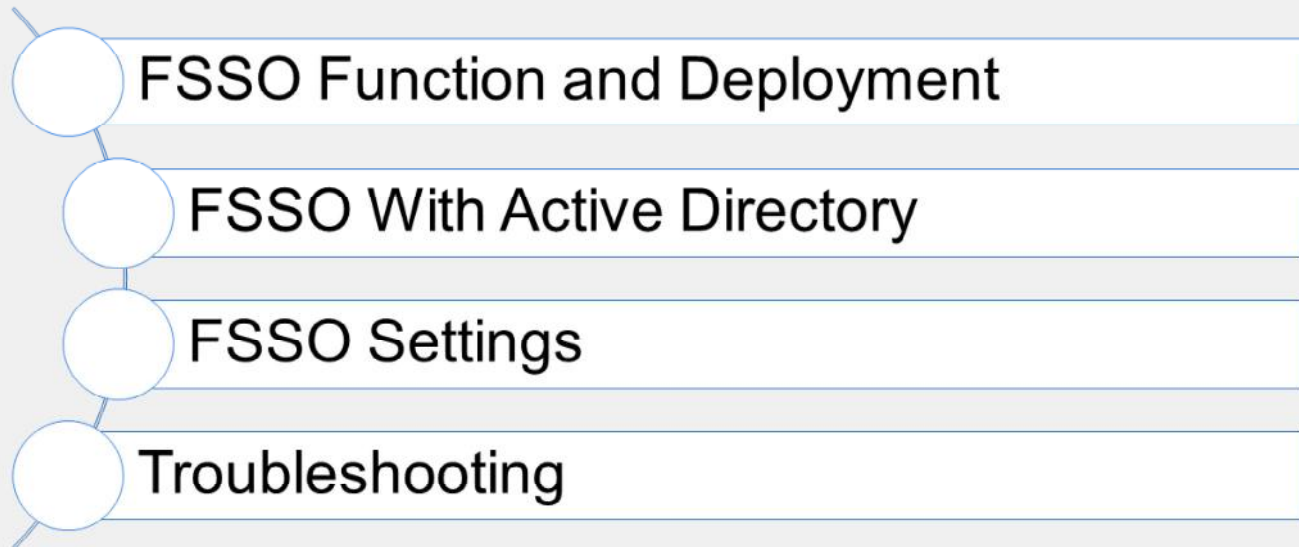 FSSO Function and Deployment
FSSO With Active Directory
FSSO Settings
Troubleshooting